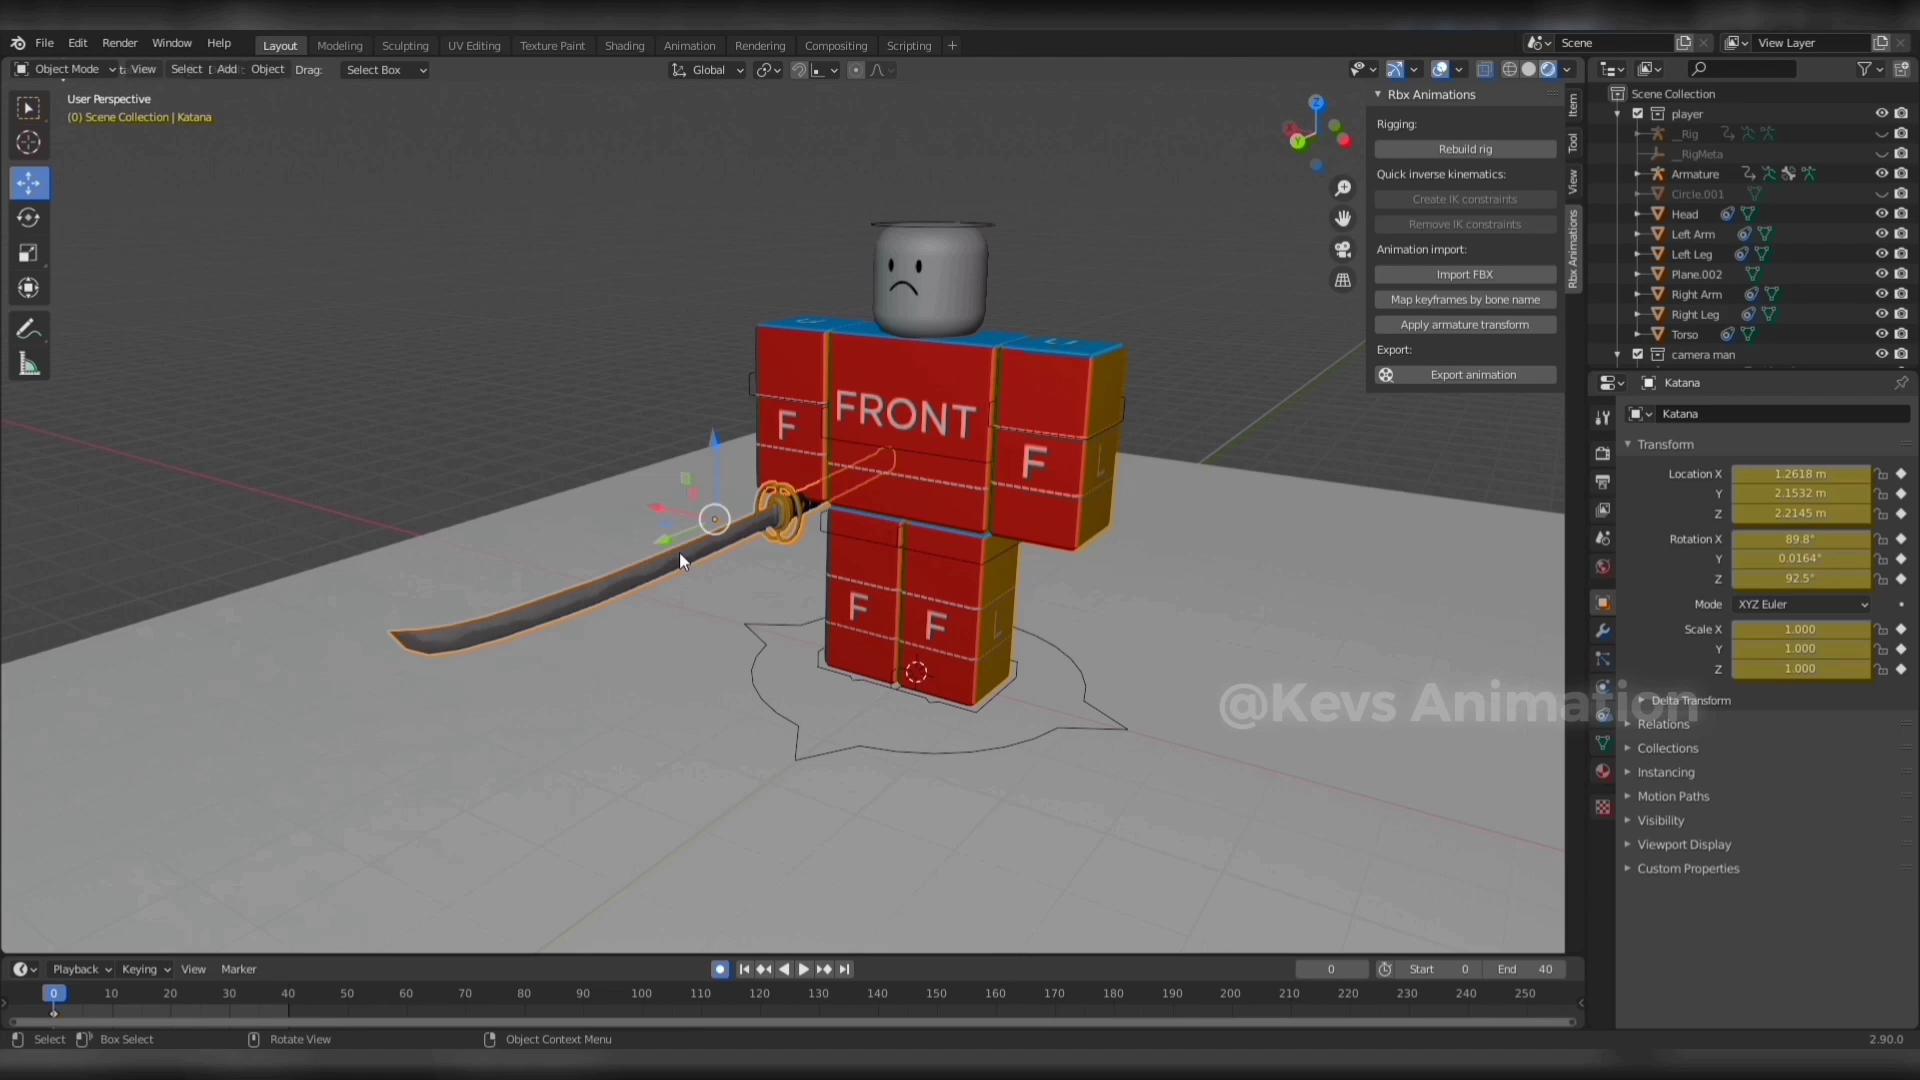 File Edit Render Window Help Layout Modeling Sculpting UV Editing Texture Paint Shading Animation Rendering Compositing Scripting + Scene View Layer
Object Mode View Select Add Object Drag: Select Box Global
User Perspective
(0) Scene Collection | Katana
Rbx Animations
Rigging:
Rebuild rig
Quick inverse kinematics:
Create IK constraints
Remove IK constraints
Animation import:
Import FBX
Map keyframes by bone name
Apply armature transform
Export:
Export animation
Item
Tool
View
Rbx Animations
Z
Y
FRONT
F
F
L
F
F
L
Scene Collection
player
__Rig
__RigMeta
Armature
Circle.001
Head
Left Arm
Left Leg
Plane.002
Right Arm
Right Leg
Torso
camera man
Katana
Katana
Transform
Location X 1.2618 m
Y 2.1532 m
Z 2.2145 m
Rotation X 89.8°
Y 0.0164°
Z 92.5°
Mode XYZ Euler
Scale X 1.000
Y 1.000
Z 1.000
Delta Transform
Relations
Collections
Instancing
Motion Paths
Visibility
Viewport Display
Custom Properties
@Kevs Animation
Playback Keying View Marker 0 Start 0 End 40
0 10 20 30 40 50 60 70 80 90 100 110 120 130 140 150 160 170 180 190 200 210 220 230 240 250
Select Box Select Rotate View Object Context Menu 2.90.0